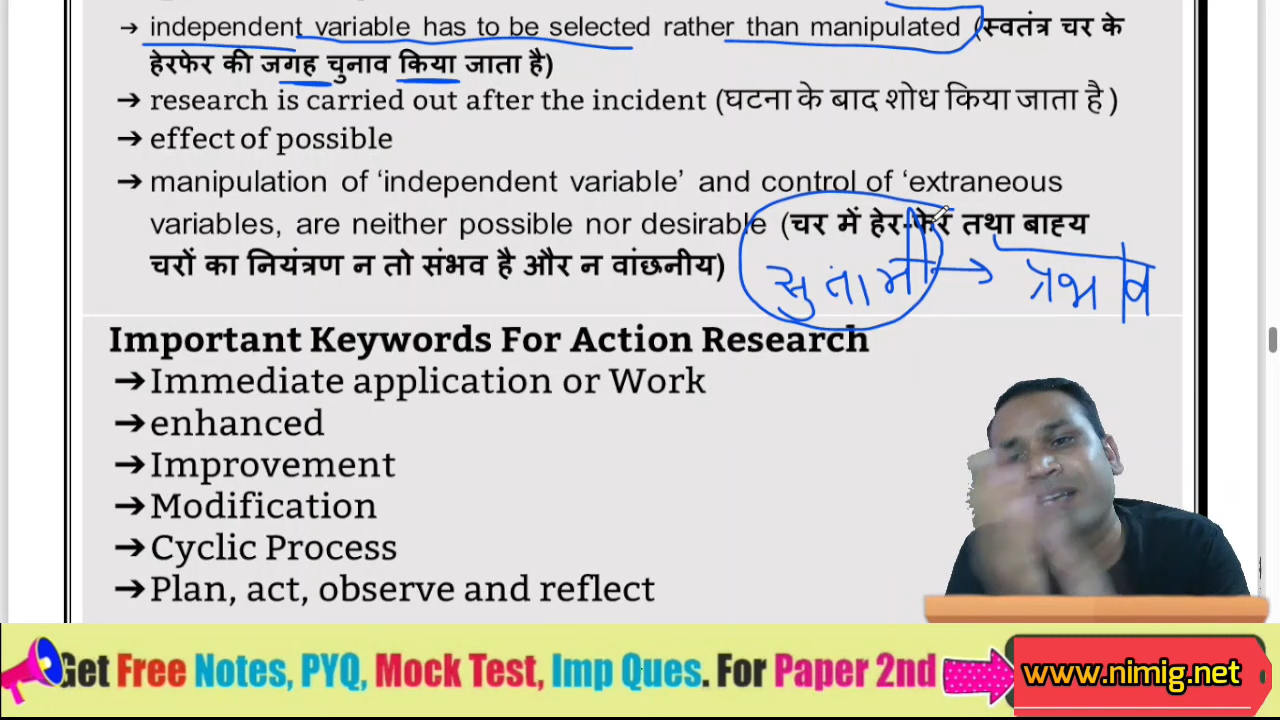 → independent variable has to be selected rather than manipulated (स्वतंत्र चर के
हेरफेर की जगह चुनाव किया जाता है)
→ research is carried out after the incident (घटना के बाद शोध किया जाता है )
→ effect of possible
→ manipulation of ‘independent variable’ and control of ‘extraneous
variables, are neither possible nor desirable (चर में हेर-फेर तथा बाह्य
चरों का नियंत्रण न तो संभव है और न वांछनीय)
सुनामी → प्रभाव
Important Keywords For Action Research
→ Immediate application or Work
→ enhanced
→ Improvement
→ Modification
→ Cyclic Process
→ Plan, act, observe and reflect
Get Free Notes, PYQ, Mock Test, Imp Ques. For Paper 2nd
www.nimig.net